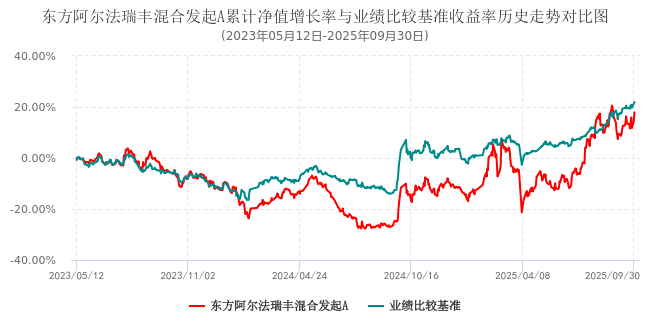 东方阿尔法瑞丰混合发起A累计净值增长率与业绩比较基准收益率历史走势对比图
(2023年05月12日-2025年09月30日)
40.00%
20.00%
0.00%
-20.00%
-40.00%
2023/05/12 2023/11/02 2024/04/24 2024/10/16 2025/04/08 2025/09/30
东方阿尔法瑞丰混合发起A 业绩比较基准